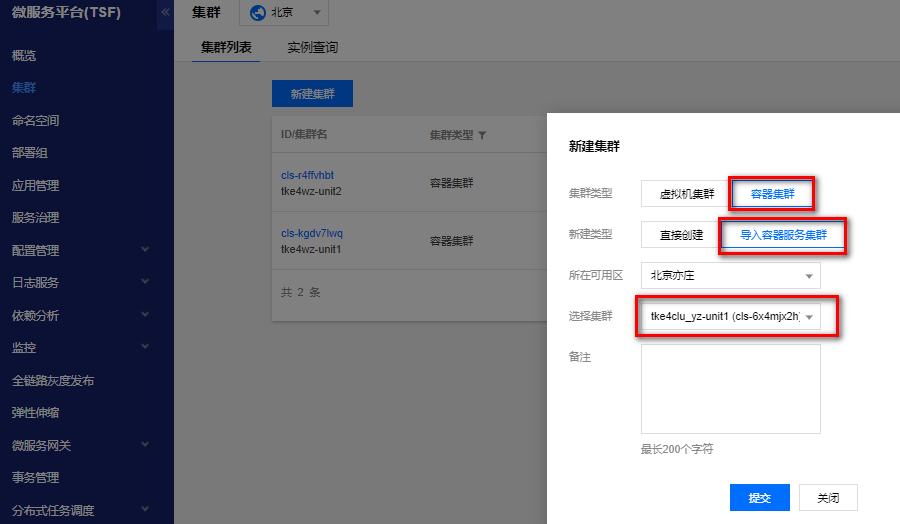 微服务平台(TSF)
«
集群
北京
集群列表
实例查询
概览
集群
命名空间
部署组
应用管理
服务治理
配置管理
日志服务
依赖分析
监控
全链路灰度发布
弹性伸缩
微服务网关
事务管理
分布式任务调度
新建集群
ID/集群名
集群类型
cls-r4ffvhbt
tke4wz-unit2
容器集群
cls-kgdv7lwq
tke4wz-unit1
容器集群
共 2 条
新建集群
集群类型
虚拟机集群
容器集群
新建类型
直接创建
导入容器服务集群
所在可用区
北京亦庄
选择集群
tke4clu_yz-unit1 (cls-6x4mjx2h)
备注
最长200个字符
提交
关闭